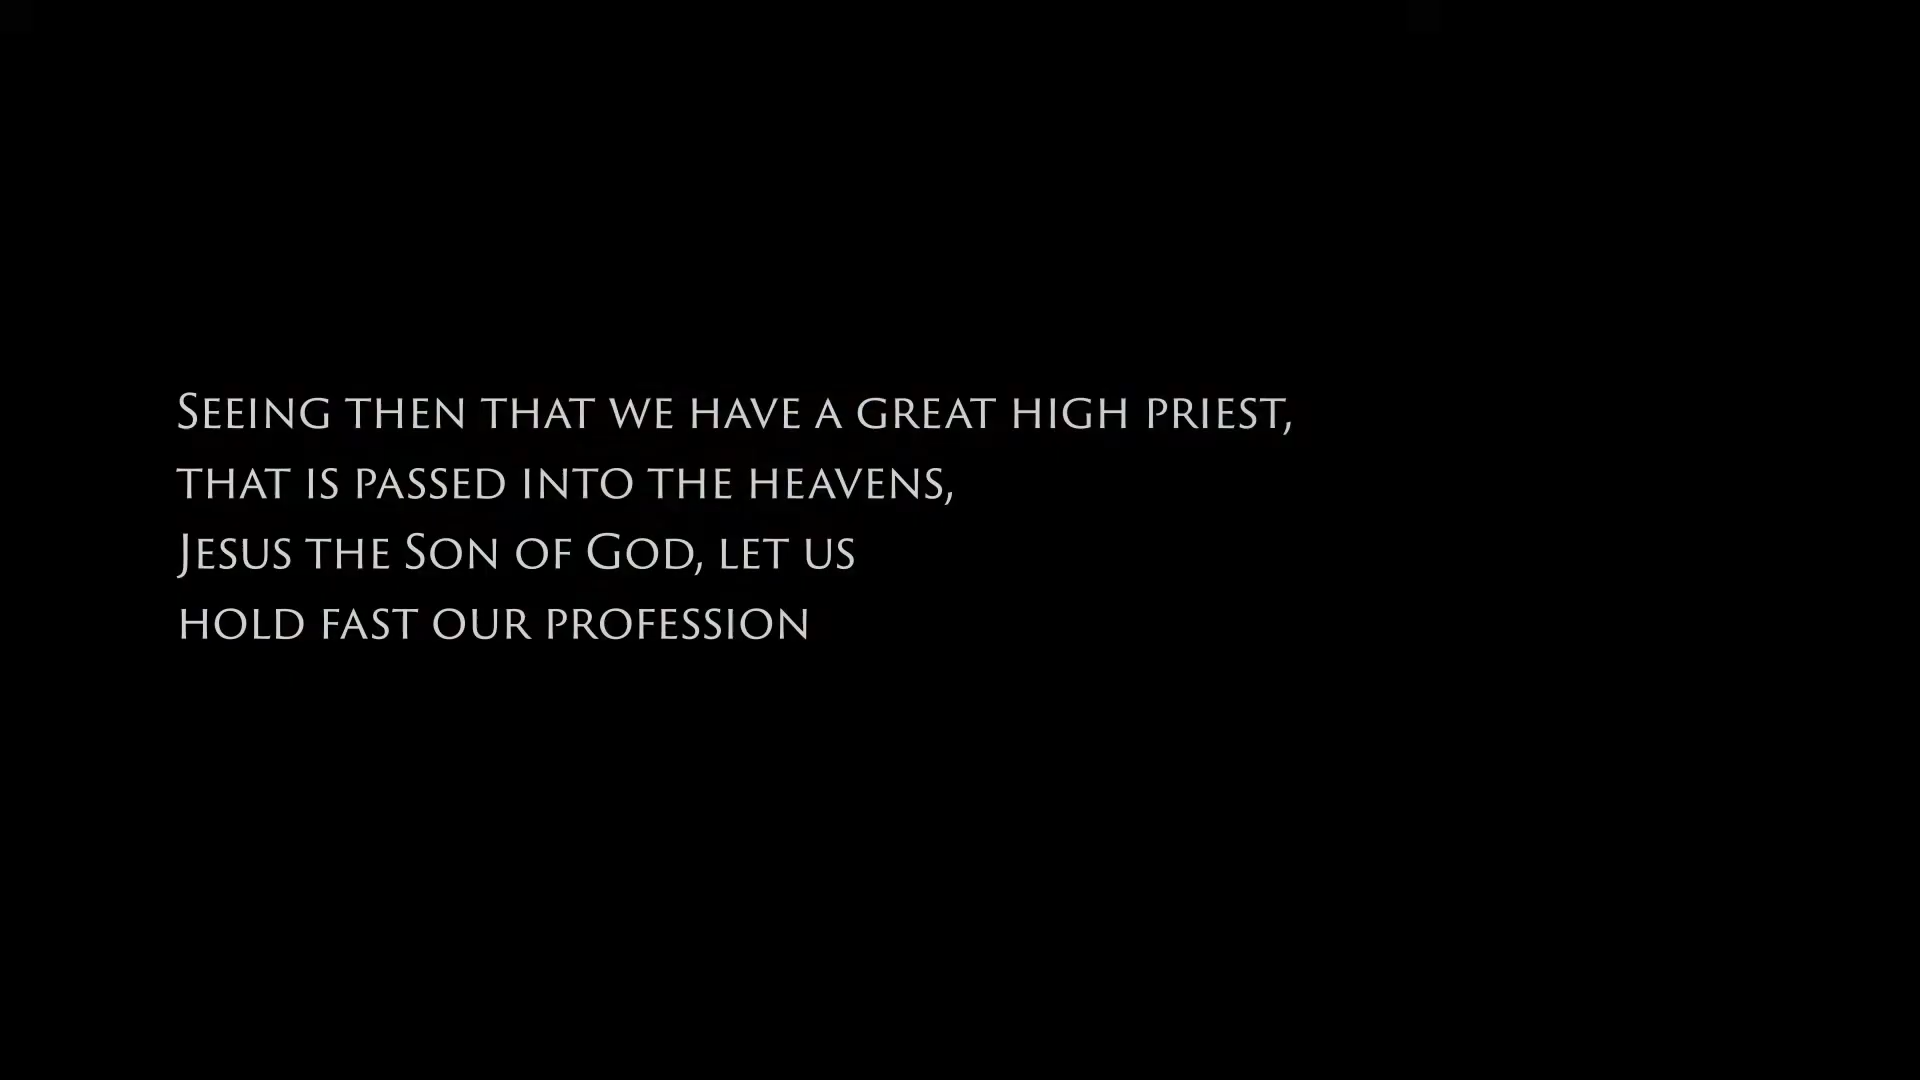 Seeing then that we have a great high priest,
that is passed into the heavens,
Jesus the Son of God, let us
hold fast our profession